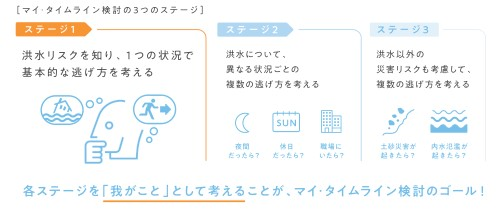 [マイ・タイムライン検討の3つのステージ]
ステージ1
洪水リスクを知り、1つの状況で
基本的な逃げ方を考える
ステージ2
洪水について、
異なる状況ごとの
複数の逃げ方を考える
SUN
夜間
だったら?
休日
だったら?
職場に
いたら?
ステージ3
洪水以外の
災害リスクも考慮して、
複数の逃げ方を考える
土砂災害が
起きたら?
内水氾濫が
起きたら?
各ステージを「我がこと」として考えることが、マイ・タイムライン検討のゴール!